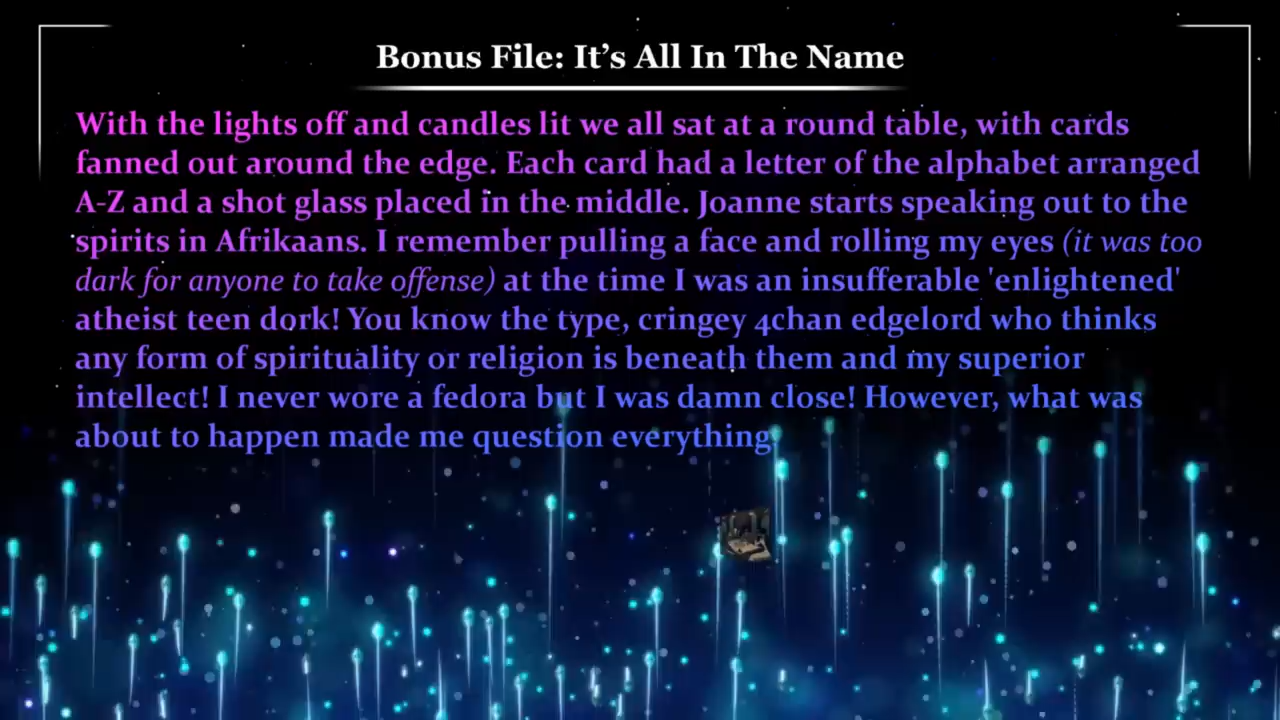 Bonus File: It’s All In The Name
With the lights off and candles lit we all sat at a round table, with cards
fanned out around the edge. Each card had a letter of the alphabet arranged
A-Z and a shot glass placed in the middle. Joanne starts speaking out to the
spirits in Afrikaans. I remember pulling a face and rolling my eyes (it was too
dark for anyone to take offense) at the time I was an insufferable 'enlightened'
atheist teen dork! You know the type, cringey 4chan edgelord who thinks
any form of spirituality or religion is beneath them and my superior
intellect! I never wore a fedora but I was damn close! However, what was
about to happen made me question everything.